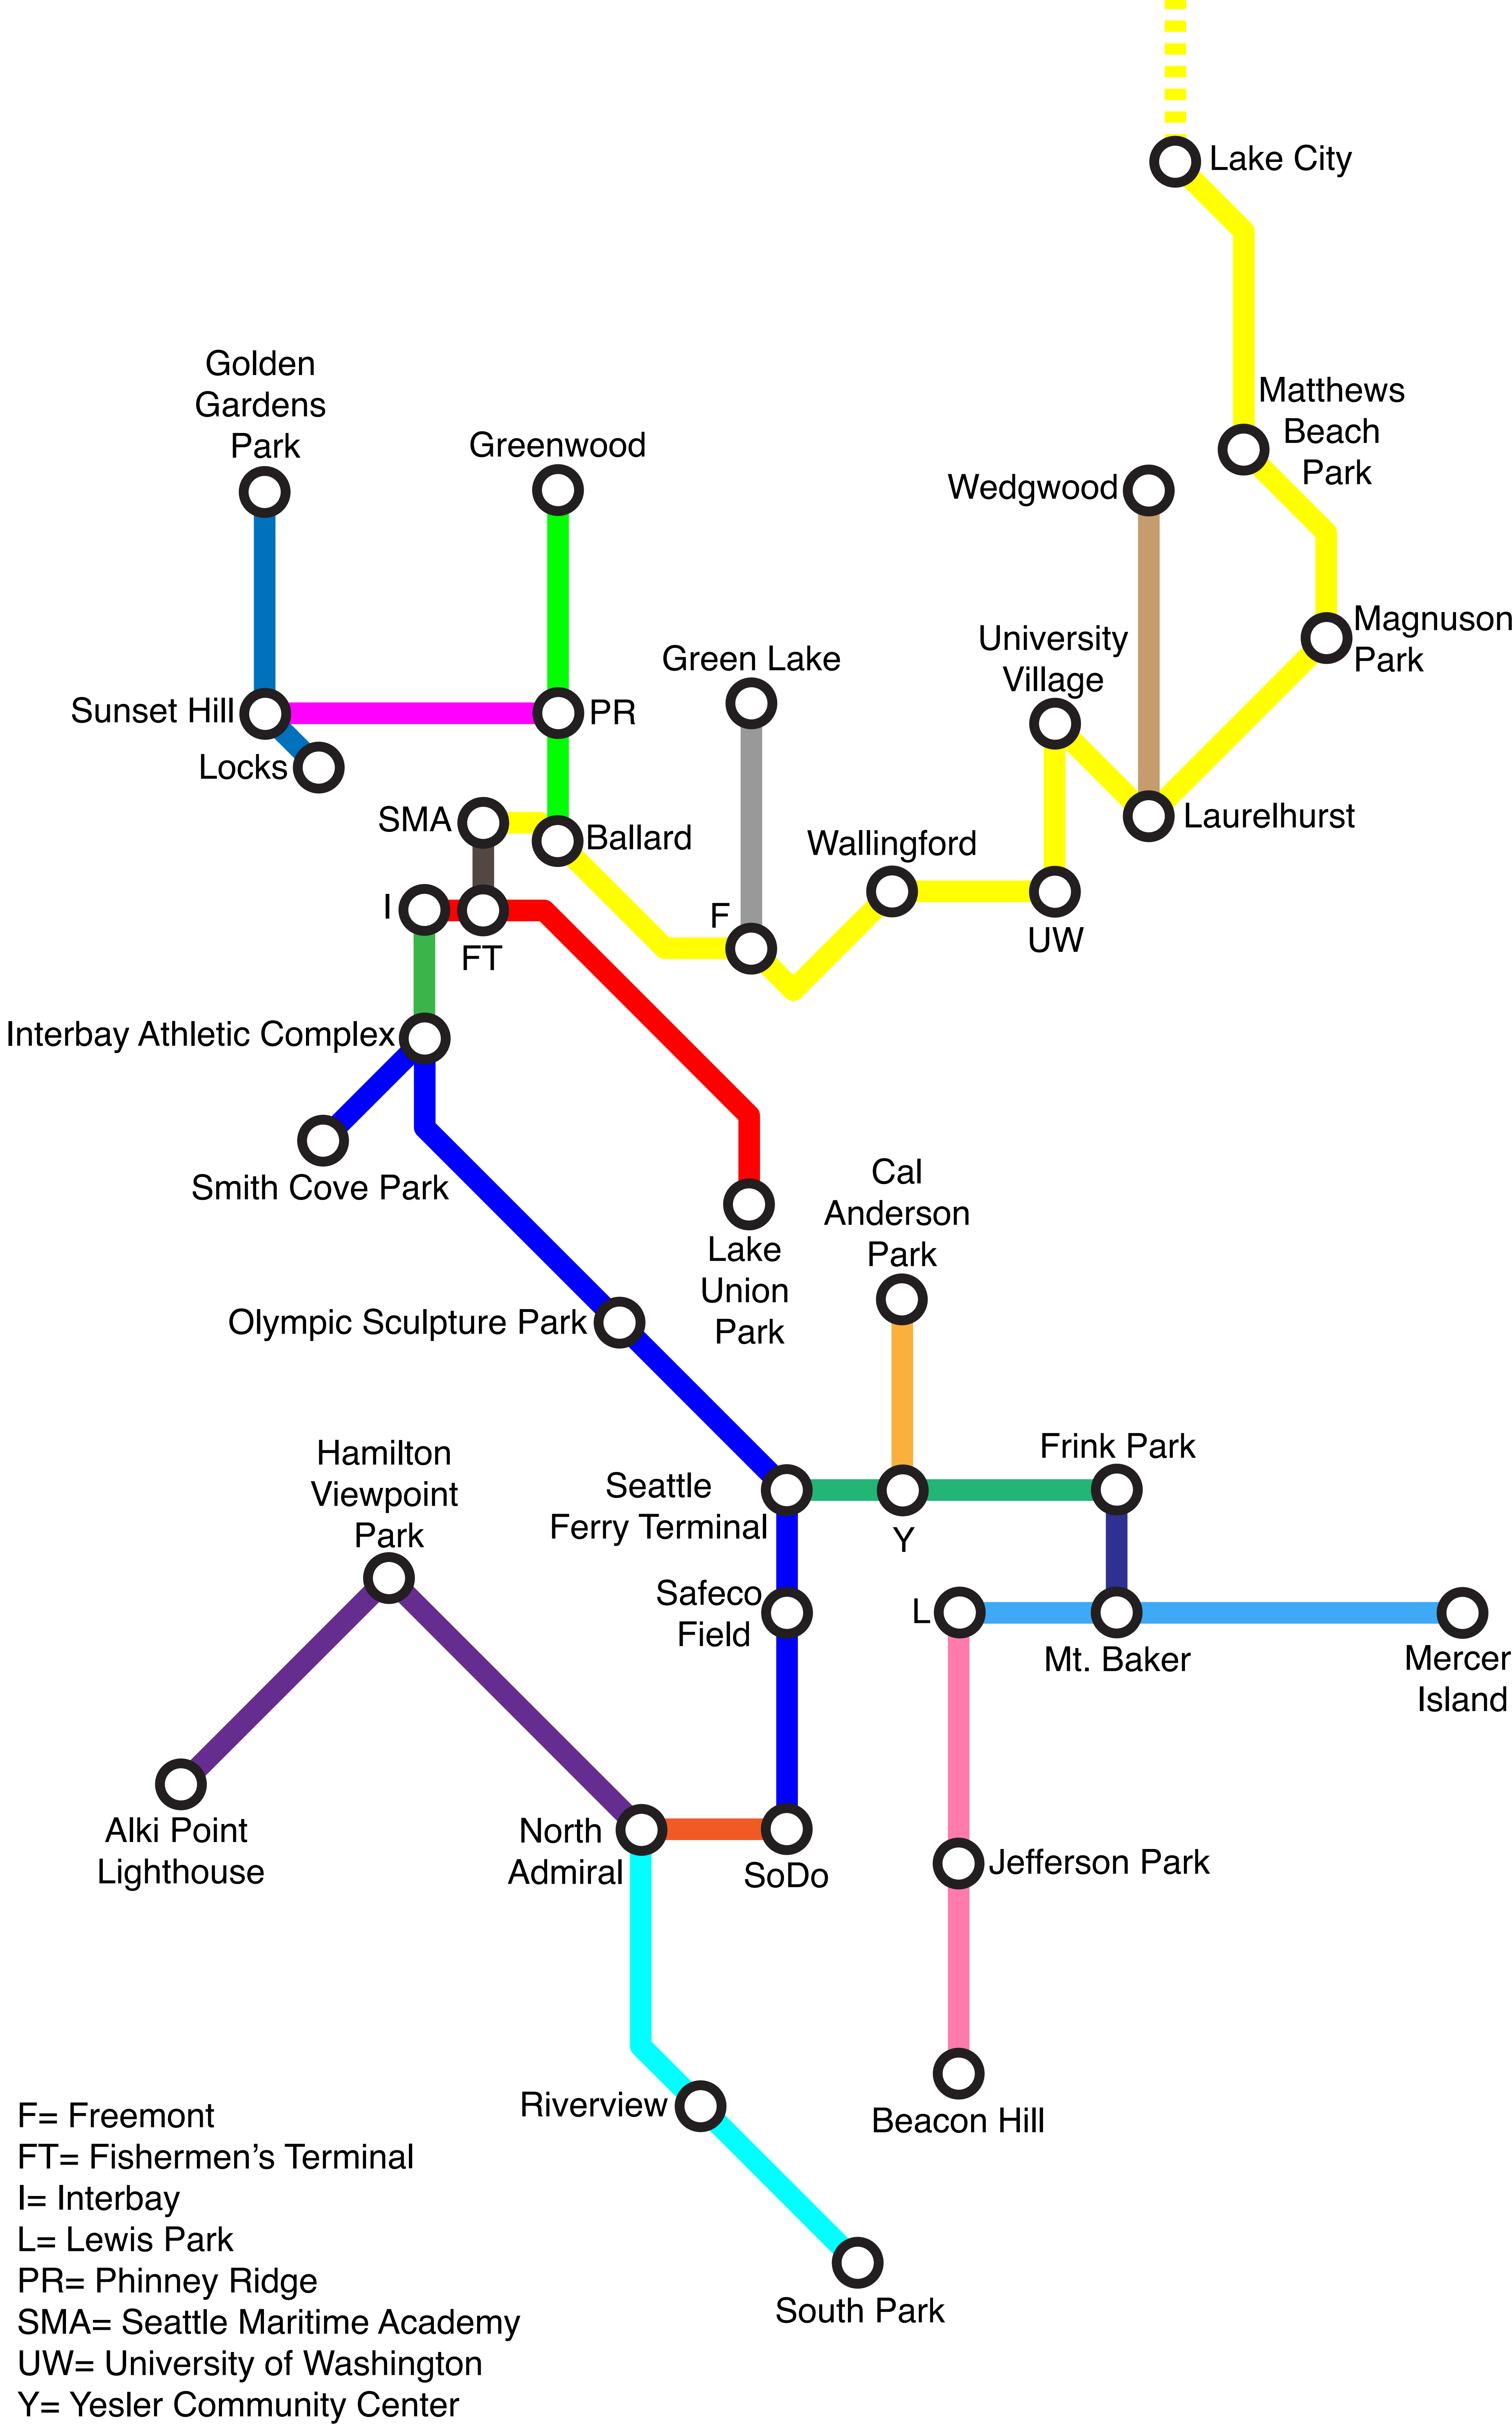 Lake City
Matthews
Beach
Park
Golden
Gardens
Park
Greenwood
Wedgwood
Magnuson
Park
University
Village
Green Lake
Sunset Hill
PR
Locks
SMA
Ballard
Wallingford
Laurelhurst
I
FT
F
UW
Interbay Athletic Complex
Smith Cove Park
Cal
Anderson
Park
Lake
Union
Park
Olympic Sculpture Park
Hamilton
Viewpoint
Park
Seattle
Ferry Terminal
Y
Frink Park
Safeco
Field
L
Mt. Baker
Mercer
Island
Alki Point
Lighthouse
North
Admiral
SoDo
Jefferson Park
Riverview
Beacon Hill
South Park
F= Freemont
FT= Fishermen’s Terminal
I= Interbay
L= Lewis Park
PR= Phinney Ridge
SMA= Seattle Maritime Academy
UW= University of Washington
Y= Yesler Community Center